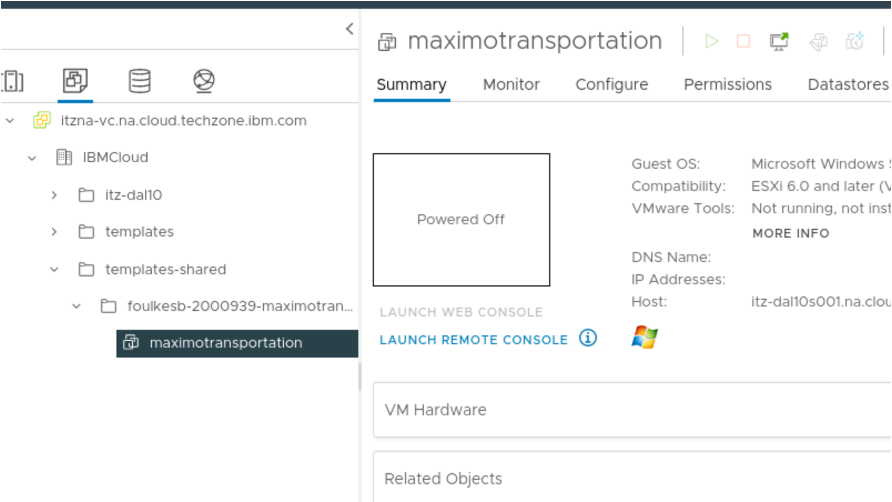 maximotransportation
Summary
Monitor
Configure
Permissions
Datastores
itzna-vc.na.cloud.techzone.ibm.com
IBMCloud
itz-dal10
templates
templates-shared
foulkesb-2000939-maximotran...
maximotransportation
Powered Off
LAUNCH WEB CONSOLE
LAUNCH REMOTE CONSOLE
Guest OS: Microsoft Windows
Compatibility: ESXi 6.0 and later (V
VMware Tools: Not running, not inst
MORE INFO
DNS Name:
IP Addresses:
Host: itz-dal10s001.na.clou
VM Hardware
Related Objects